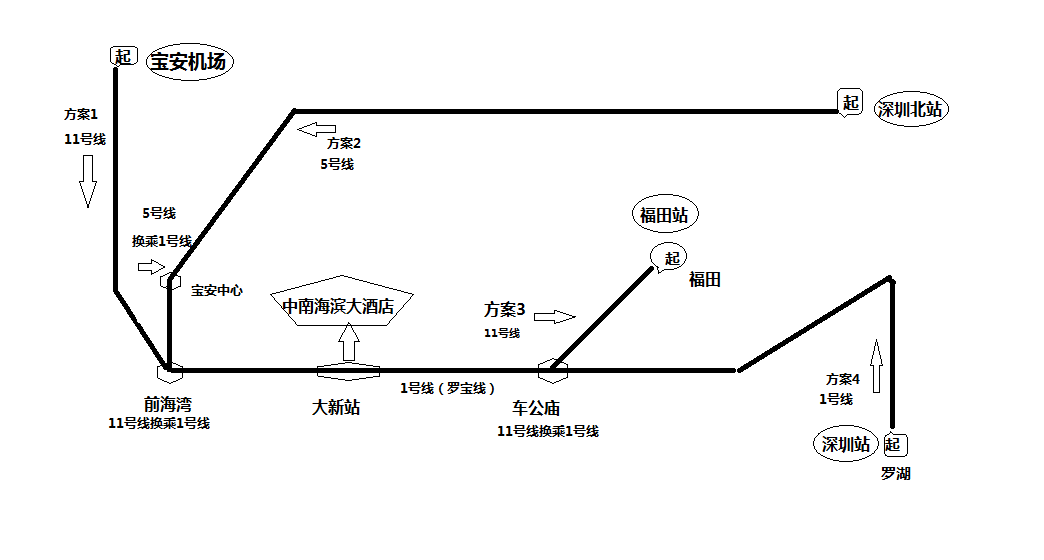 起
宝安机场
方案1
11号线
起
深圳北站
方案2
5号线
5号线
换乘1号线
宝安中心
福田站
起
福田
中南海滨大酒店
方案3
11号线
前海湾
11号线换乘1号线
大新站
1号线（罗宝线）
车公庙
11号线换乘1号线
方案4
1号线
深圳站
起
罗湖